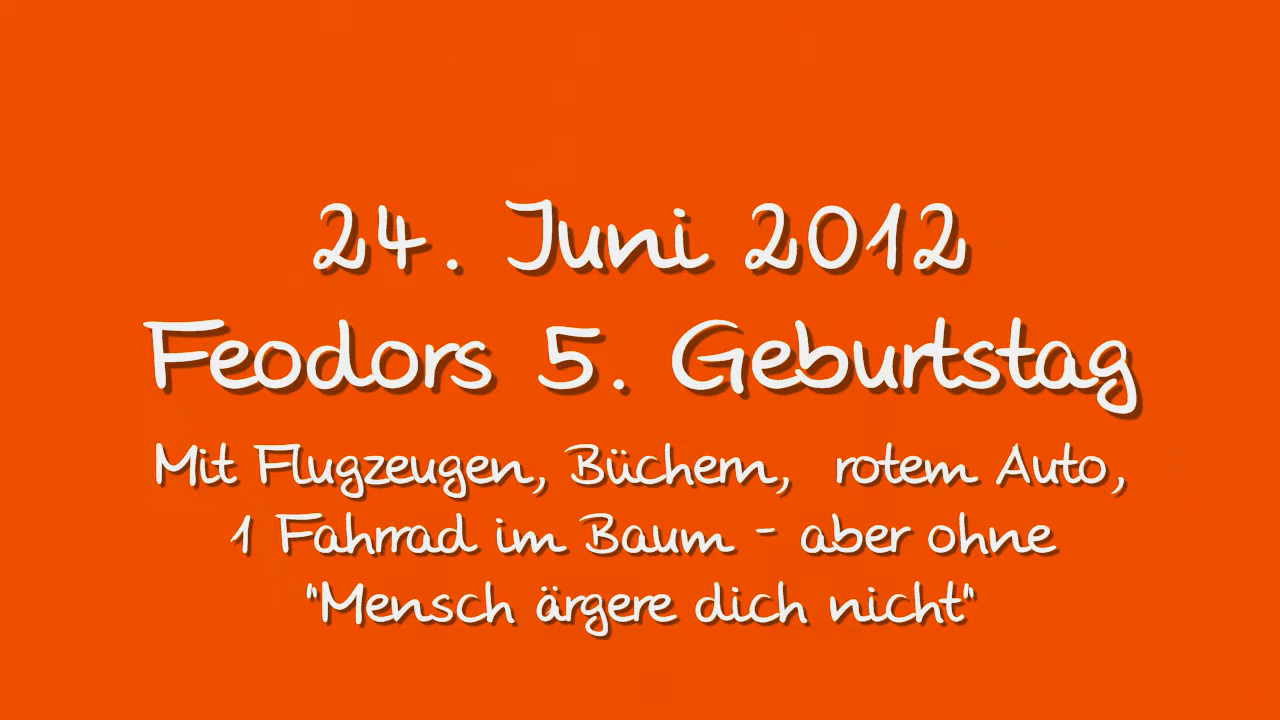 24. Juni 2012
Feodors 5. Geburtstag
Mit Flugzeugen, Büchern, rotem Auto,
1 Fahrrad im Baum - aber ohne
"Mensch ärgere dich nicht"